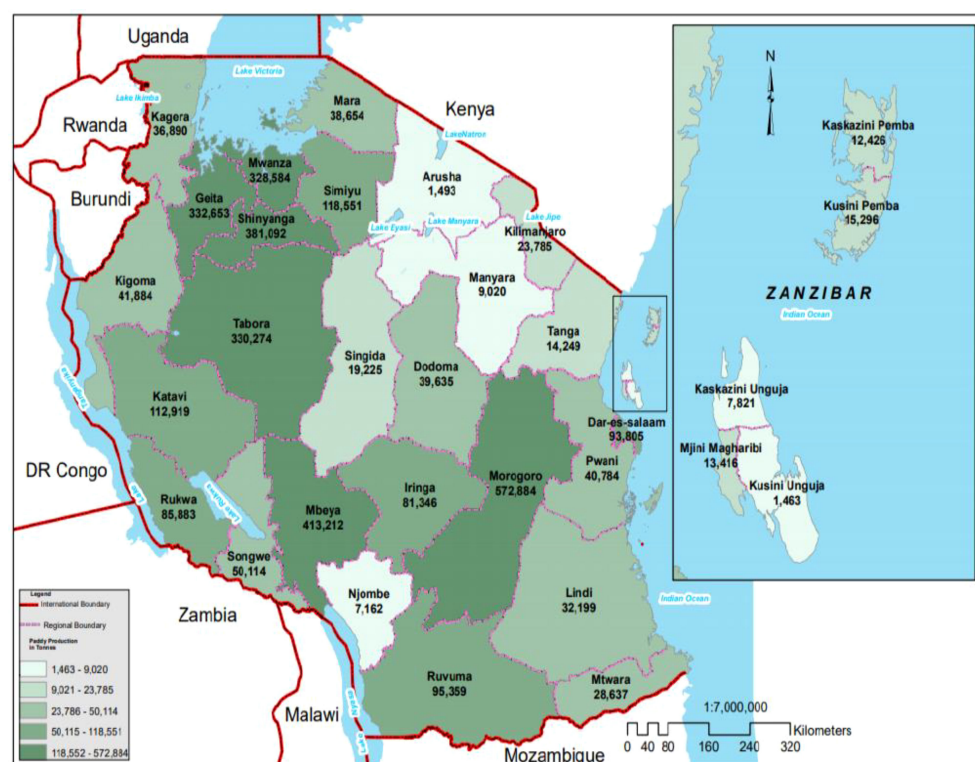 Uganda
Lake Victoria
Lake Ikimba
Kagera
36,890
Mara
38,654
Kenya
Rwanda
LakeNatron
Mwanza
328,584
Arusha
1,493
Burundi
Geita
332,653
Simiyu
118,551
Shinyanga
381,092
Lake Eyasi
Lake Manyara
Lake Jipe
Kilimanjaro
23,785
Kigoma
41,884
Manyara
9,020
Tabora
330,274
Singida
19,225
Dodoma
39,635
Tanga
14,249
Katavi
112,919
Tanganyika
Lake
Dar-es-salaam
93,805
DR Congo
Pwani
40,784
Morogoro
572,884
Iringa
81,346
Rukwa
85,883
Lake Rukwa
Mbeya
413,212
Songwe
50,114
Zambia
Njombe
7,162
Lindi
32,199
Indian Ocean
Ruvuma
95,359
Mtwara
28,637
Malawi
Lake
Nyasa
Mozambique
N
Kaskazini Pemba
12,426
Kusini Pemba
15,296
ZANZIBAR
Indian Ocean
Kaskazini Unguja
7,821
Mjini Magharibi
13,416
Kusini Unguja
1,463
Legend
International Boundary
Regional Boundary
Paddy Production
in Tonnes
1,463 - 9,020
9,021 - 23,785
23,786 - 50,114
50,115 - 118,551
118,552 - 572,884
1:7,000,000
Kilometers
0 40 80 160 240 320